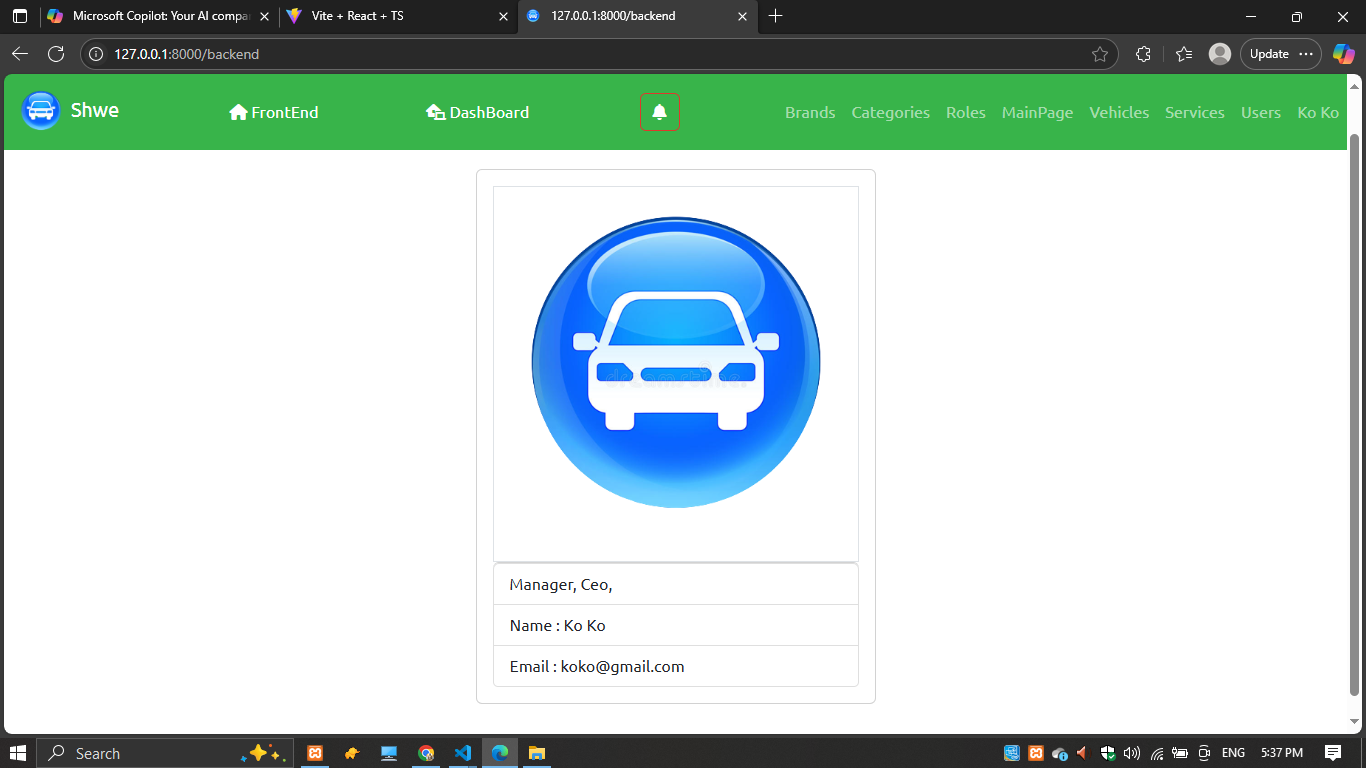 Microsoft Copilot: Your AI compa
Vite + React + TS
127.0.0.1:8000/backend
127.0.0.1:8000/backend
Update
Shwe
FrontEnd
DashBoard
Brands
Categories
Roles
MainPage
Vehicles
Services
Users
Ko Ko
Manager, Ceo,
Name : Ko Ko
Email : koko@gmail.com
Search
ENG
5:37 PM